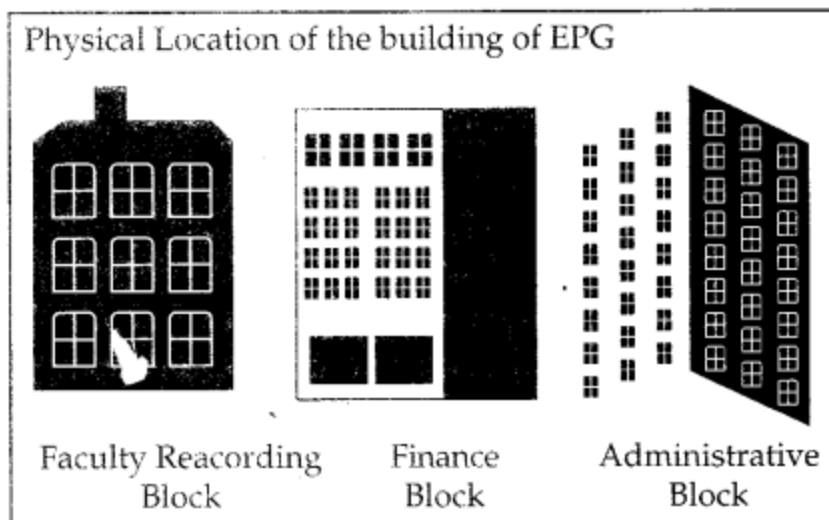 Physical Location of the building of EPG
Faculty Reacording
Block
Finance
Block
Administrative
Block